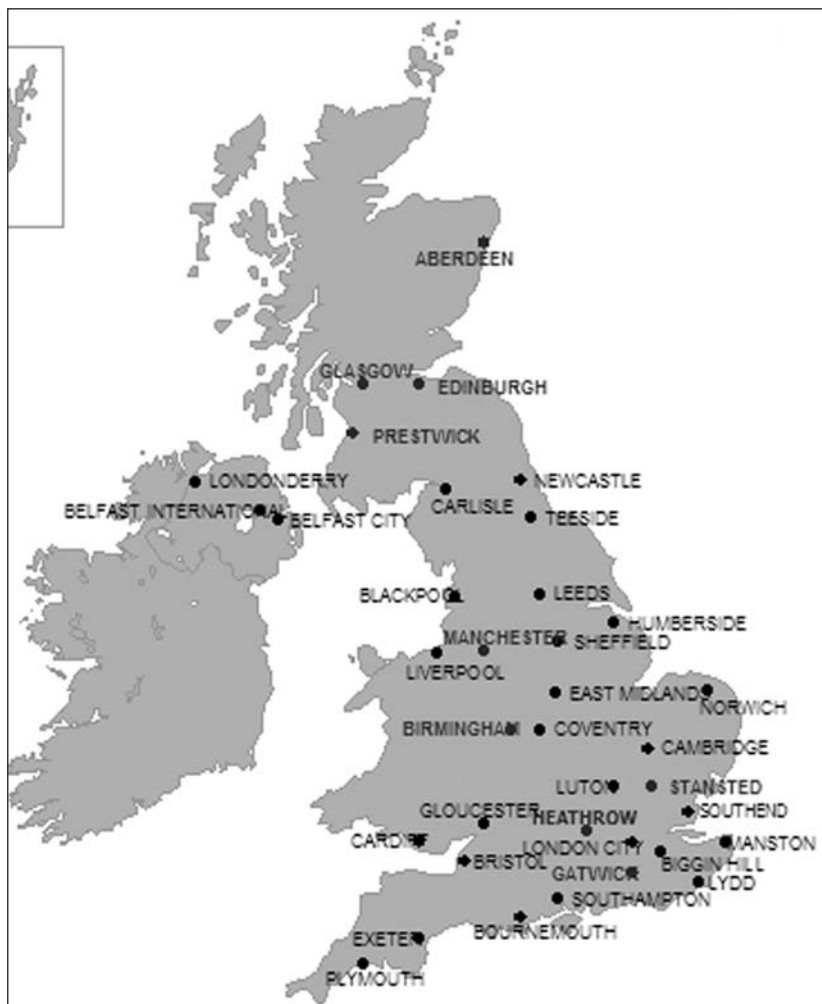 ABERDEEN
GLASGOW
EDINBURGH
PRESTWICK
LONDONDERRY
NEWCASTLE
CARLISLE
BELFAST INTERNATIONAL
BELFAST CITY
TEESIDE
BLACKPOOL
LEEDS
HUMBERSIDE
MANCHESTER
SHEFFIELD
LIVERPOOL
EAST MIDLANDS
NORWICH
BIRMINGHAM
COVENTRY
CAMBRIDGE
LUTON
STANSTED
GLOUCESTER
HEATHROW
SOUTHEND
CARDIFF
LONDON CITY
MANSTON
BRISTOL
BIGGIN HILL
GATWICK
LYDD
SOUTHAMPTON
BOURNEMOUTH
EXETER
PLYMOUTH